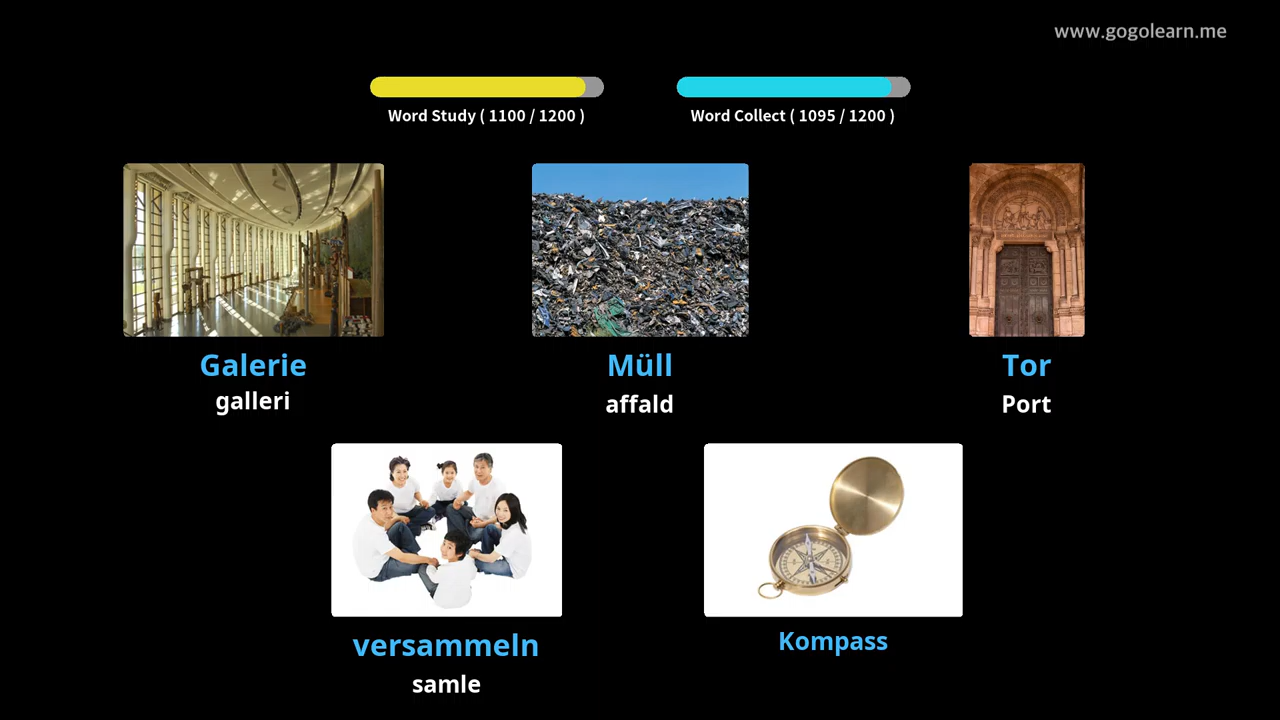 www.gogolearn.me
Word Study ( 1100 / 1200 )
Word Collect ( 1095 / 1200 )
Galerie
galleri
Müll
affald
Tor
Port
versammeln
samle
Kompass